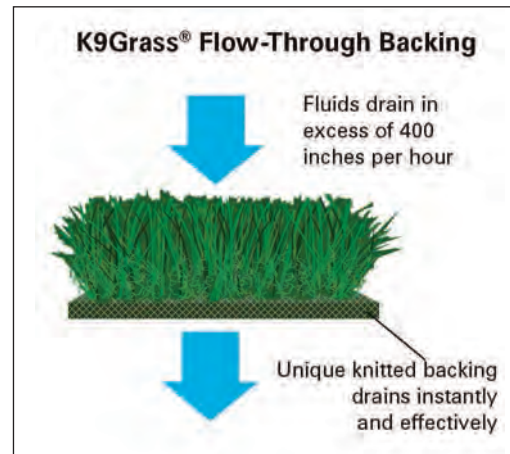 K9Grass® Flow-Through Backing
Fluids drain in
excess of 400
inches per hour
Unique knitted backing
drains instantly
and effectively